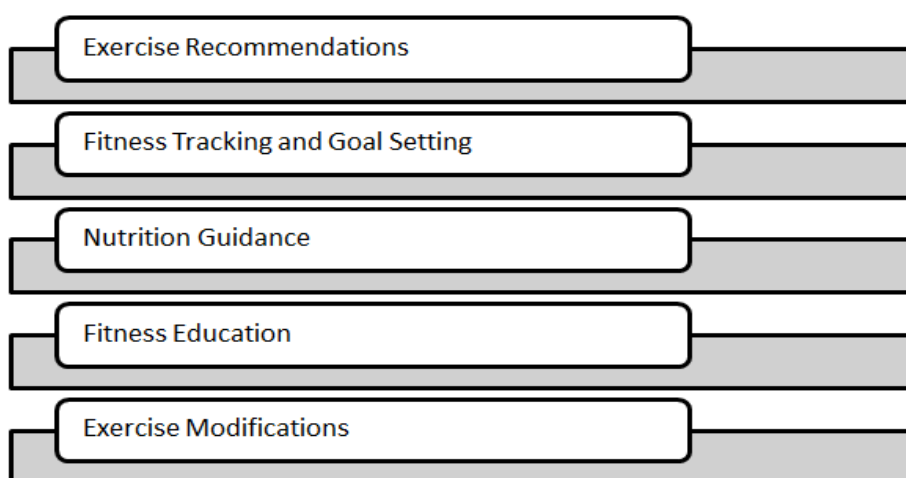 Exercise Recommendations
Fitness Tracking and Goal Setting
Nutrition Guidance
Fitness Education
Exercise Modifications